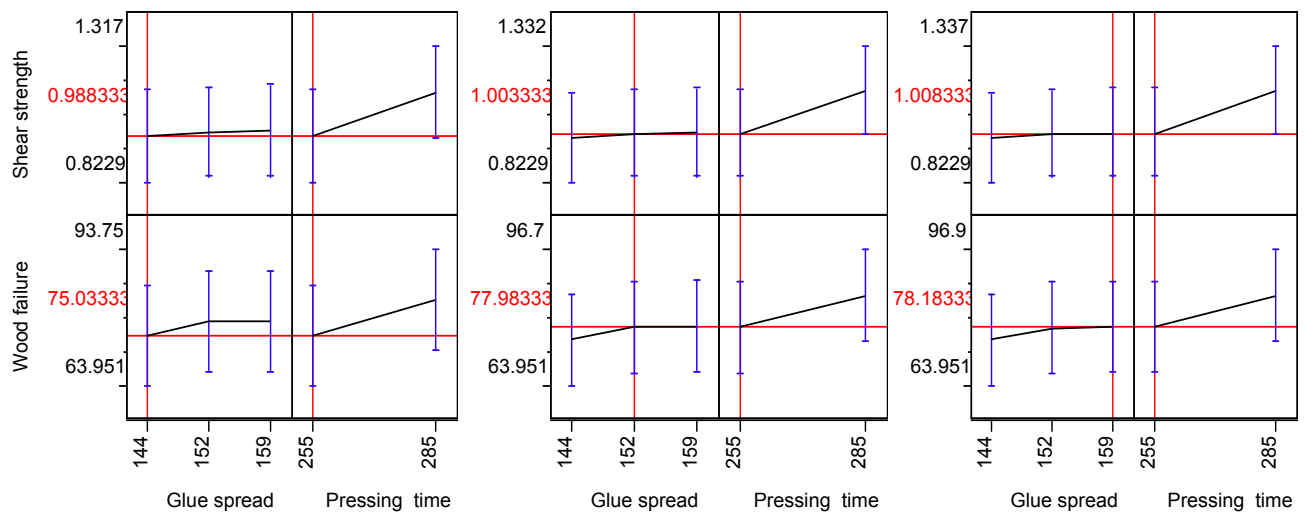 1.317 1.332 1.337
Shear strength
0.988333 1.003333 1.008333
0.8229 0.8229 0.8229
93.75 96.7 96.9
Wood failure
75.03333 77.98333 78.18333
63.951 63.951 63.951
144 152 159 255 285 144 152 159 255 285 144 152 159 255 285
Glue spread Pressing time Glue spread Pressing time Glue spread Pressing time